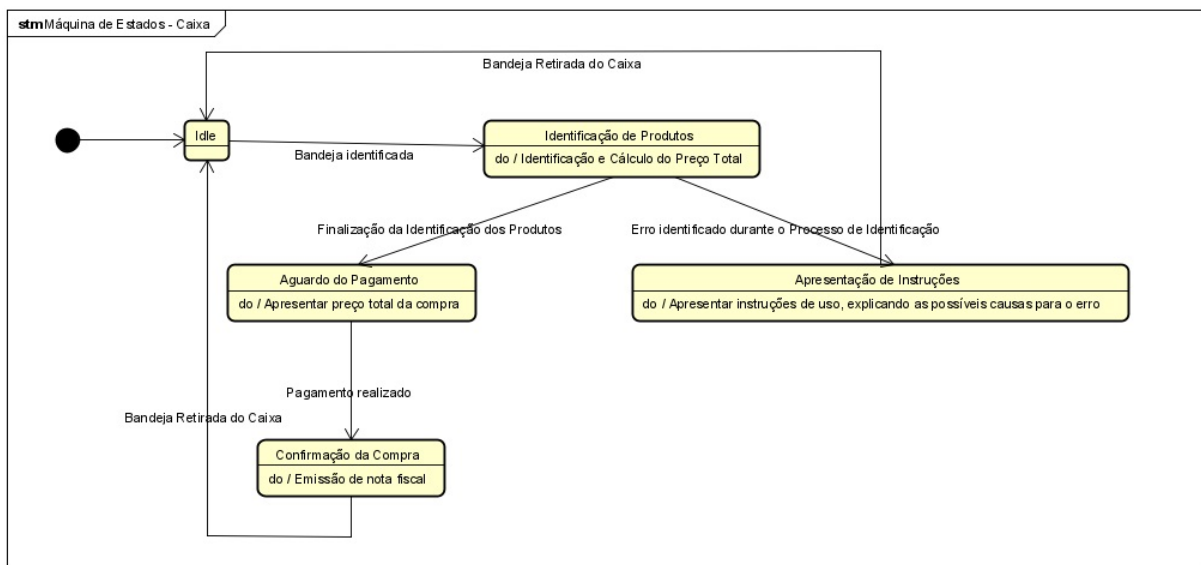 stm Máquina de Estados - Caixa
Bandeja Retirada do Caixa
Idle
Bandeja identificada
Identificação de Produtos
do / Identificação e Cálculo do Preço Total
Finalização da Identificação dos Produtos
Erro identificado durante o Processo de Identificação
Aguardo do Pagamento
do / Apresentar preço total da compra
Apresentação de Instruções
do / Apresentar instruções de uso, explicando as possíveis causas para o erro
Pagamento realizado
Bandeja Retirada do Caixa
Confirmação da Compra
do / Emissão de nota fiscal